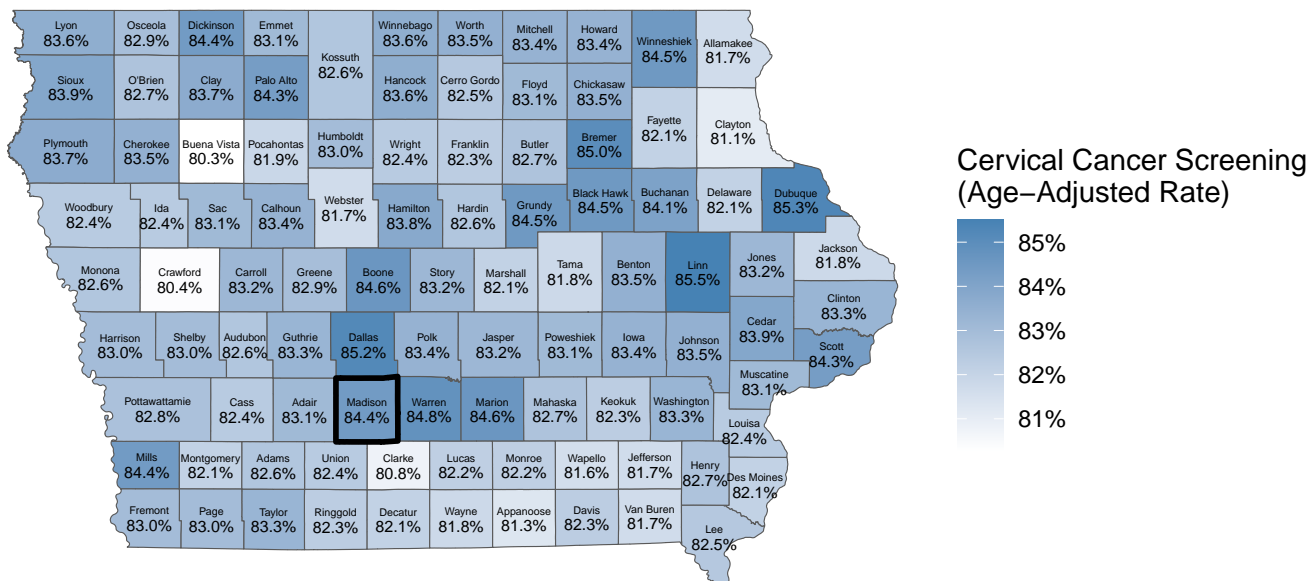 Lyon
83.6%
Osceola
82.9%
Dickinson
84.4%
Emmet
83.1%
Kossuth
82.6%
Winnebago
83.6%
Worth
83.5%
Mitchell
83.4%
Howard
83.4%
Winneshiek
84.5%
Allamakee
81.7%
Sioux
83.9%
O'Brien
82.7%
Clay
83.7%
Palo Alto
84.3%
Hancock
83.6%
Cerro Gordo
82.5%
Floyd
83.1%
Chickasaw
83.5%
Fayette
82.1%
Clayton
81.1%
Plymouth
83.7%
Cherokee
83.5%
Buena Vista
80.3%
Pocahontas
81.9%
Humboldt
83.0%
Wright
82.4%
Franklin
82.3%
Butler
82.7%
Bremer
85.0%
Woodbury
82.4%
Ida
82.4%
Sac
83.1%
Calhoun
83.4%
Webster
81.7%
Hamilton
83.8%
Hardin
82.6%
Grundy
84.5%
Black Hawk
84.5%
Buchanan
84.1%
Delaware
82.1%
Dubuque
85.3%
Monona
82.6%
Crawford
80.4%
Carroll
83.2%
Greene
82.9%
Boone
84.6%
Story
83.2%
Marshall
82.1%
Tama
81.8%
Benton
83.5%
Linn
85.5%
Jones
83.2%
Jackson
81.8%
Clinton
83.3%
Harrison
83.0%
Shelby
83.0%
Audubon
82.6%
Guthrie
83.3%
Dallas
85.2%
Polk
83.4%
Jasper
83.2%
Poweshiek
83.1%
Iowa
83.4%
Johnson
83.5%
Cedar
83.9%
Scott
84.3%
Muscatine
83.1%
Pottawattamie
82.8%
Cass
82.4%
Adair
83.1%
Madison
84.4%
Warren
84.8%
Marion
84.6%
Mahaska
82.7%
Keokuk
82.3%
Washington
83.3%
Louisa
82.4%
Mills
84.4%
Montgomery
82.1%
Adams
82.6%
Union
82.4%
Clarke
80.8%
Lucas
82.2%
Monroe
82.2%
Wapello
81.6%
Jefferson
81.7%
Henry
82.7%
Des Moines
82.1%
Fremont
83.0%
Page
83.0%
Taylor
83.3%
Ringgold
82.3%
Decatur
82.1%
Wayne
81.8%
Appanoose
81.3%
Davis
82.3%
Van Buren
81.7%
Lee
82.5%
Cervical Cancer Screening
(Age−Adjusted Rate)
85%
84%
83%
82%
81%